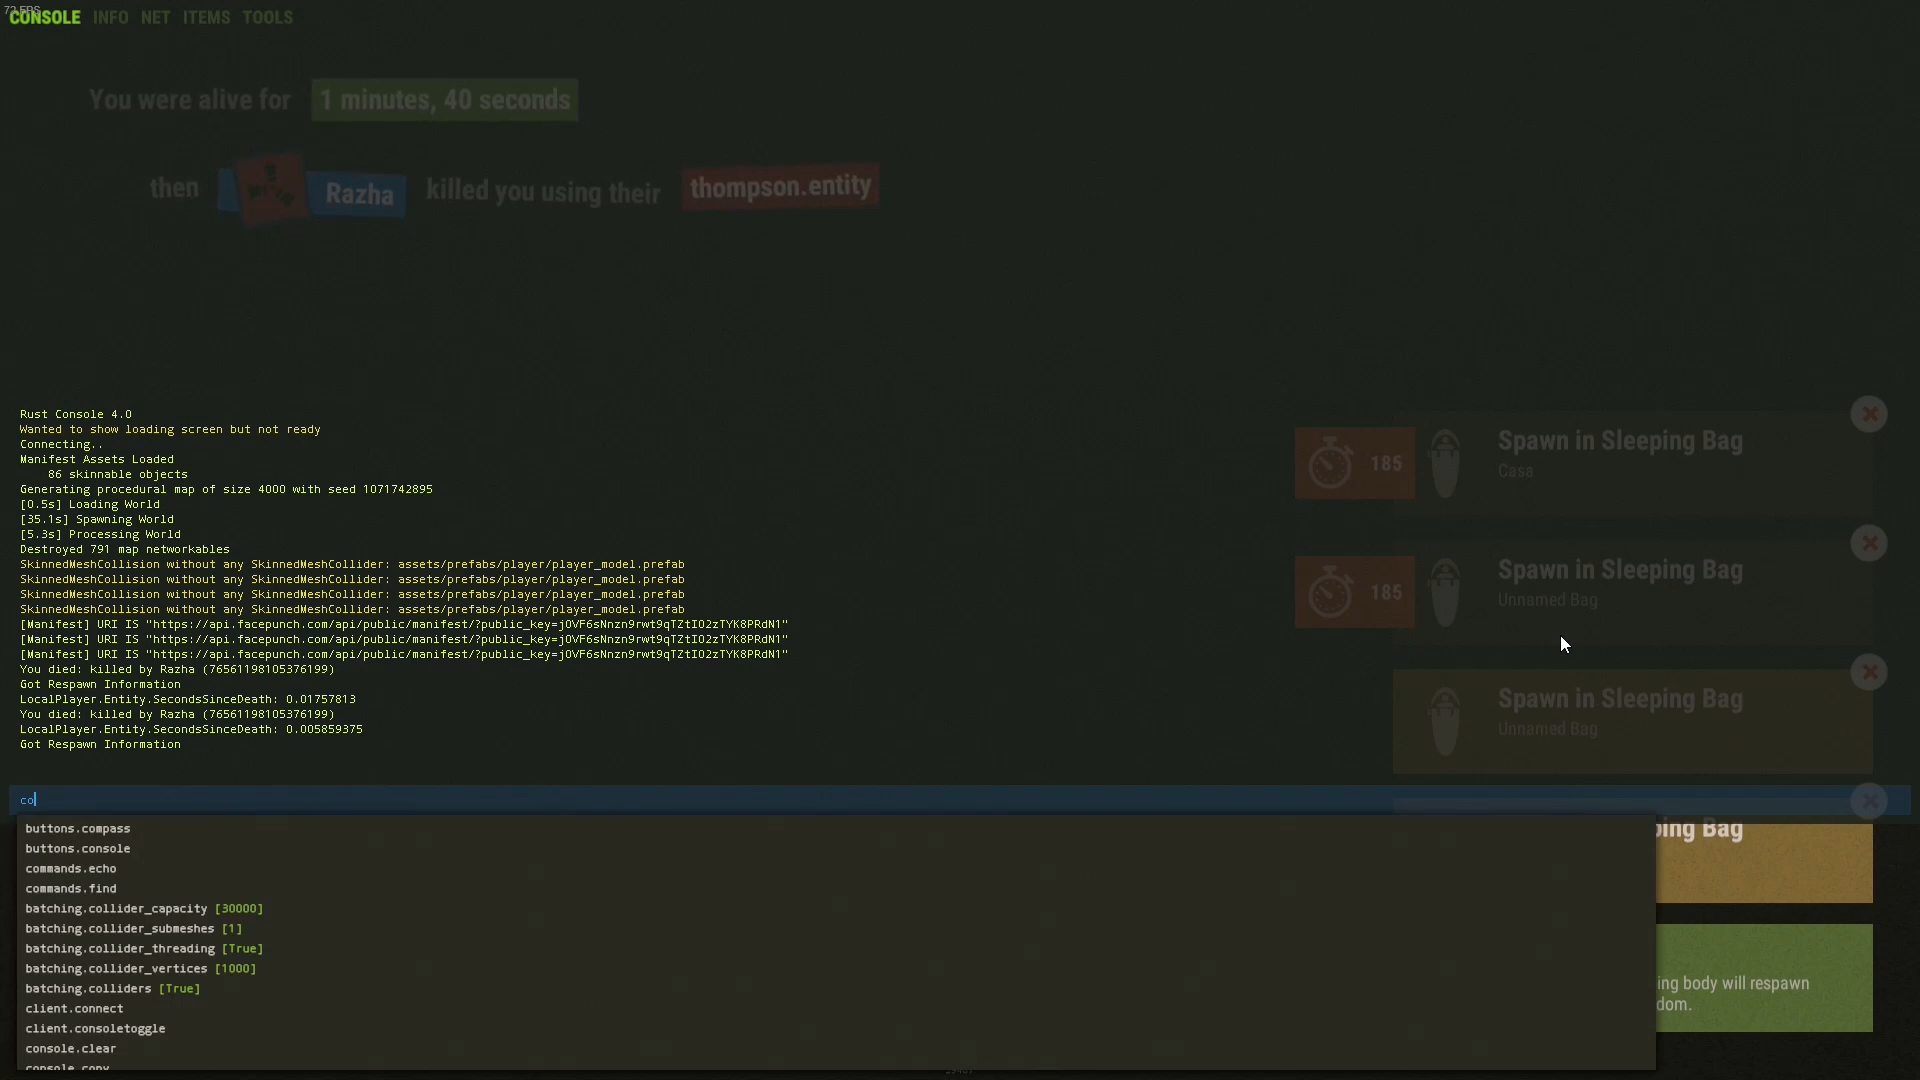 72 FPS
CONSOLE INFO NET ITEMS TOOLS
You were alive for 1 minutes, 40 seconds
then Razha killed you using their thompson.entity
Rust Console 4.0
Wanted to show loading screen but not ready
Connecting..
Manifest Assets Loaded
86 skinnable objects
Generating procedural map of size 4000 with seed 1071742895
[0.5s] Loading World
[35.1s] Spawning World
[5.3s] Processing World
Destroyed 791 map networkables
SkinnedMeshCollision without any SkinnedMeshCollider: assets/prefabs/player/player_model.prefab
SkinnedMeshCollision without any SkinnedMeshCollider: assets/prefabs/player/player_model.prefab
SkinnedMeshCollision without any SkinnedMeshCollider: assets/prefabs/player/player_model.prefab
SkinnedMeshCollision without any SkinnedMeshCollider: assets/prefabs/player/player_model.prefab
[Manifest] URI IS "https://api.facepunch.com/api/public/manifest/?public_key=jOVF6sNnzn9rwt9qTZtIO2zTYK8PRdN1"
[Manifest] URI IS "https://api.facepunch.com/api/public/manifest/?public_key=jOVF6sNnzn9rwt9qTZtIO2zTYK8PRdN1"
[Manifest] URI IS "https://api.facepunch.com/api/public/manifest/?public_key=jOVF6sNnzn9rwt9qTZtIO2zTYK8PRdN1"
You died: killed by Razha (76561198105376199)
Got Respawn Information
LocalPlayer.Entity.SecondsSinceDeath: 0.01757813
You died: killed by Razha (76561198105376199)
LocalPlayer.Entity.SecondsSinceDeath: 0.005859375
Got Respawn Information
185 Spawn in Sleeping Bag
Casa
185 Spawn in Sleeping Bag
Unnamed Bag
Spawn in Sleeping Bag
Unnamed Bag
co
buttons.compass
buttons.console
commands.echo
commands.find
batching.collider_capacity [30000]
batching.collider_submeshes [1]
batching.collider_threading [True]
batching.collider_vertices [1000]
batching.colliders [True]
client.connect
client.consoletoggle
console.clear
console.copy
ping Bag
ing body will respawn
dom.